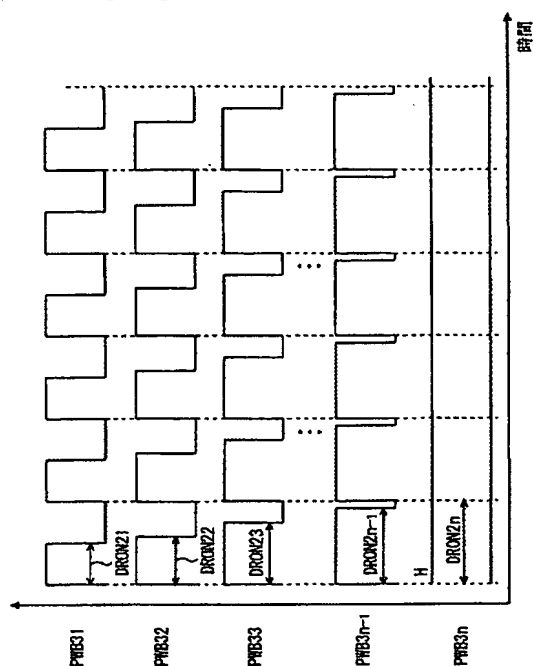 PWB31
DRON21
PWB32
DRON22
PWB33
DRON23
PWB3n-1
DRON2n-1
H
PWB3n
DRON2n
時間